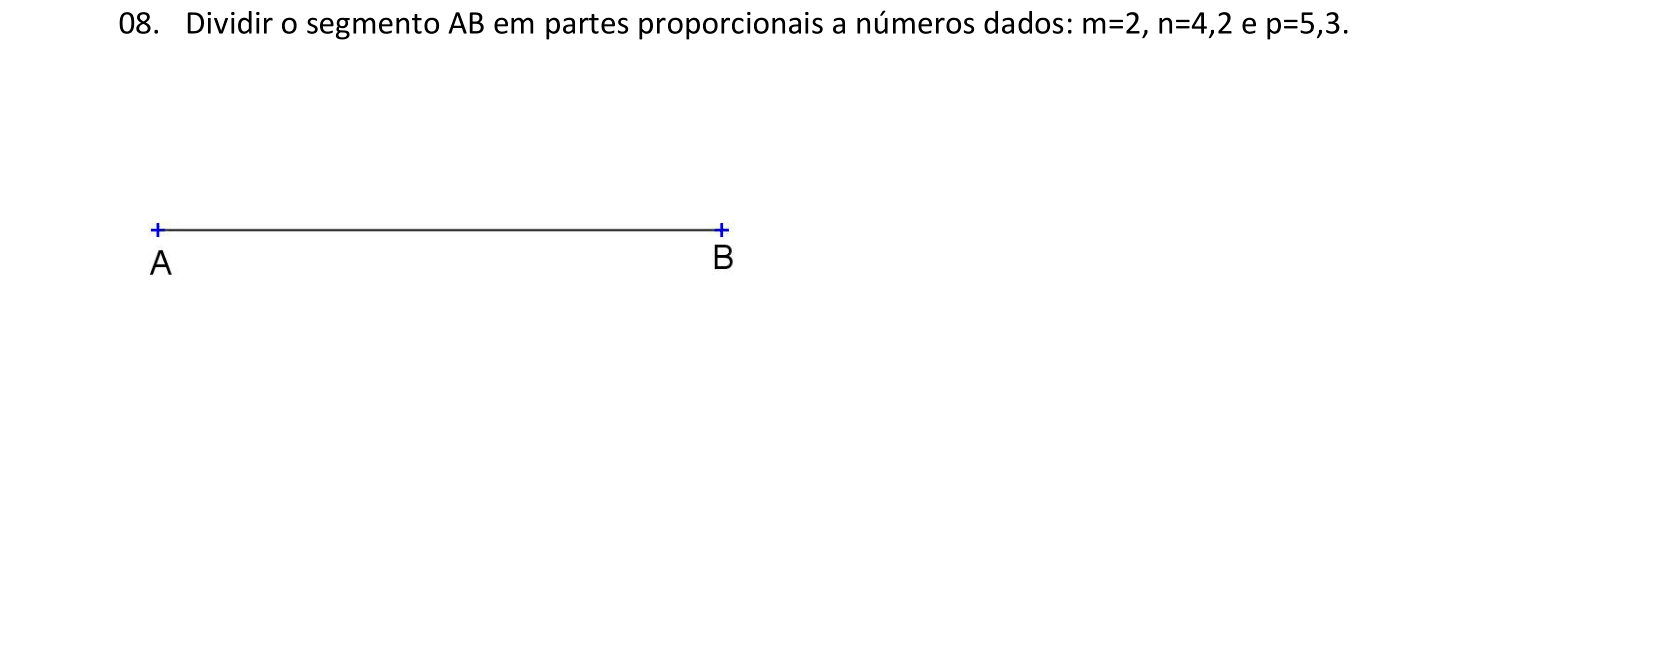 08. Dividir o segmento AB em partes proporcionais a números dados: m=2, n=4,2 e p=5,3.
A
B